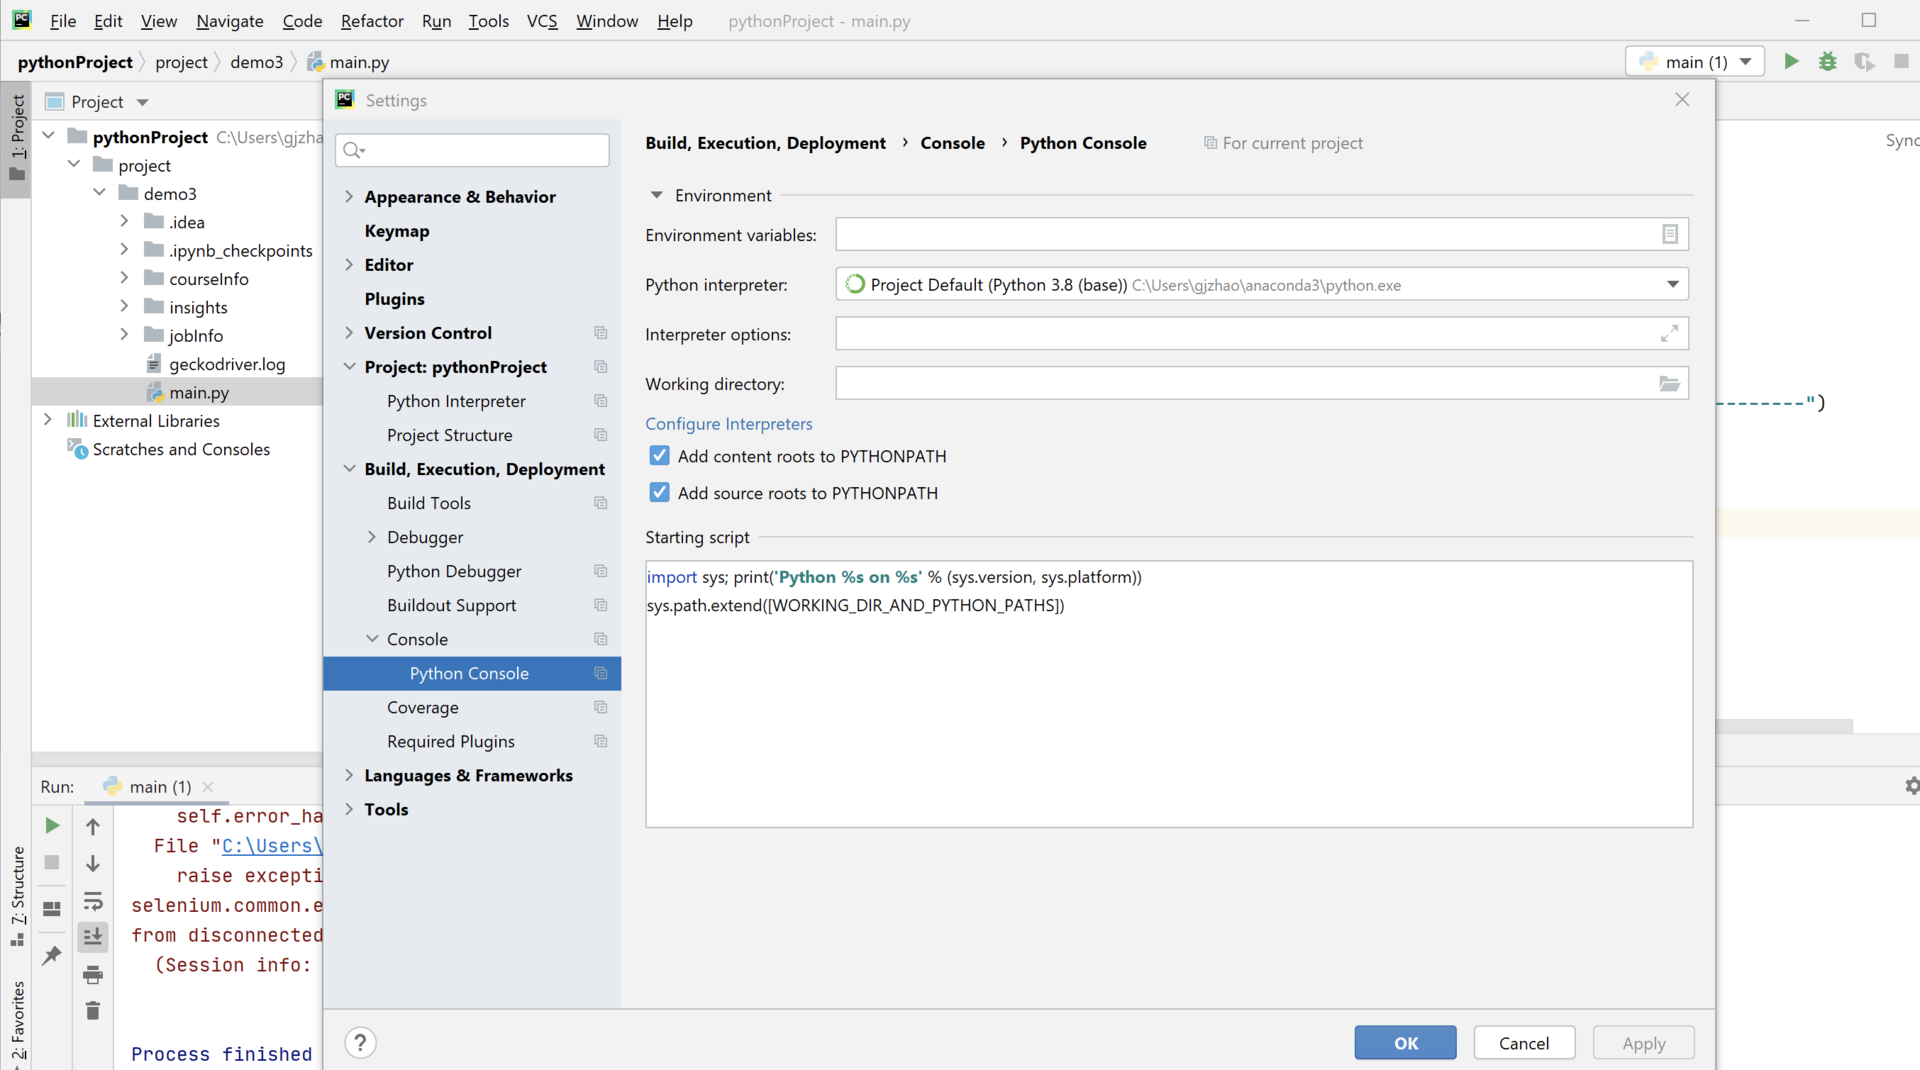 File Edit View Navigate Code Refactor Run Tools VCS Window Help pythonProject - main.py
pythonProject project demo3 main.py main (1)
1: Project
Project
pythonProject C:\Users\gjzha
project
demo3
.idea
.ipynb_checkpoints
courseInfo
insights
jobInfo
geckodriver.log
main.py
External Libraries
Scratches and Consoles
Settings
Appearance & Behavior
Keymap
Editor
Plugins
Version Control
Project: pythonProject
Python Interpreter
Project Structure
Build, Execution, Deployment
Build Tools
Debugger
Python Debugger
Buildout Support
Console
Python Console
Coverage
Required Plugins
Languages & Frameworks
Tools
Build, Execution, Deployment › Console › Python Console For current project
Environment
Environment variables:
Python interpreter: Project Default (Python 3.8 (base)) C:\Users\gjzhao\anaconda3\python.exe
Interpreter options:
Working directory:
Configure Interpreters
Add content roots to PYTHONPATH
Add source roots to PYTHONPATH
Starting script
import sys; print('Python %s on %s' % (sys.version, sys.platform))
sys.path.extend([WORKING_DIR_AND_PYTHON_PATHS])
? OK Cancel Apply
Sync
--------")
Run: main (1)
self.error_ha
File "C:\Users\
raise excepti
selenium.common.e
from disconnected
(Session info:
Process finished
7: Structure
2: Favorites